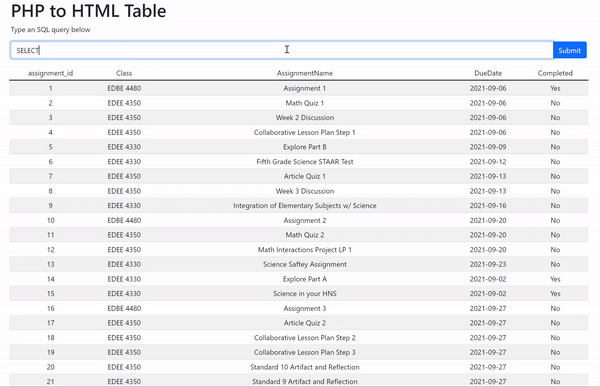 PHP to HTML Table
Type an SQL query below
SELECT
Submit
assignment_id Class AssignmentName DueDate Completed
1 EDBE 4480 Assignment 1 2021-09-06 Yes
2 EDEE 4350 Math Quiz 1 2021-09-06 No
3 EDEE 4350 Week 2 Discussion 2021-09-06 No
4 EDEE 4350 Collaborative Lesson Plan Step 1 2021-09-06 No
5 EDEE 4330 Explore Part B 2021-09-09 No
6 EDEE 4330 Fifth Grade Science STAAR Test 2021-09-12 No
7 EDEE 4350 Article Quiz 1 2021-09-13 No
8 EDEE 4350 Week 3 Discussion 2021-09-13 No
9 EDEE 4330 Integration of Elementary Subjects w/ Science 2021-09-16 No
10 EDBE 4480 Assignment 2 2021-09-20 No
11 EDEE 4350 Math Quiz 2 2021-09-20 No
12 EDEE 4350 Math Interactions Project LP 1 2021-09-20 No
13 EDEE 4330 Science Saftey Assignment 2021-09-23 No
14 EDEE 4330 Explore Part A 2021-09-02 Yes
15 EDEE 4330 Science in your HNS 2021-09-02 Yes
16 EDBE 4480 Assignment 3 2021-09-27 No
17 EDEE 4350 Article Quiz 2 2021-09-27 No
18 EDEE 4350 Collaborative Lesson Plan Step 2 2021-09-27 No
19 EDEE 4350 Collaborative Lesson Plan Step 3 2021-09-27 No
20 EDEE 4350 Standard 10 Artifact and Reflection 2021-09-27 No
21 EDEE 4350 Standard 9 Artifact and Reflection 2021-09-27 No